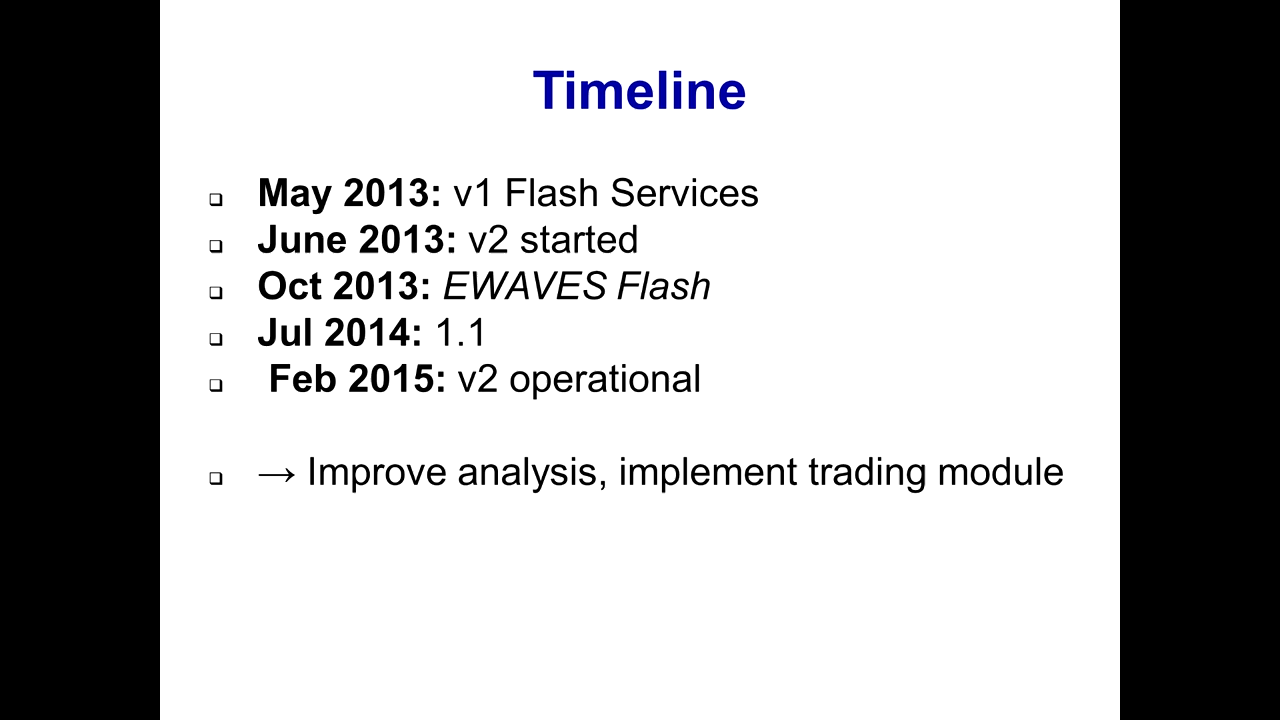 Timeline
❑ May 2013: v1 Flash Services
❑ June 2013: v2 started
❑ Oct 2013: EWAVES Flash
❑ Jul 2014: 1.1
❑ Feb 2015: v2 operational
❑ → Improve analysis, implement trading module